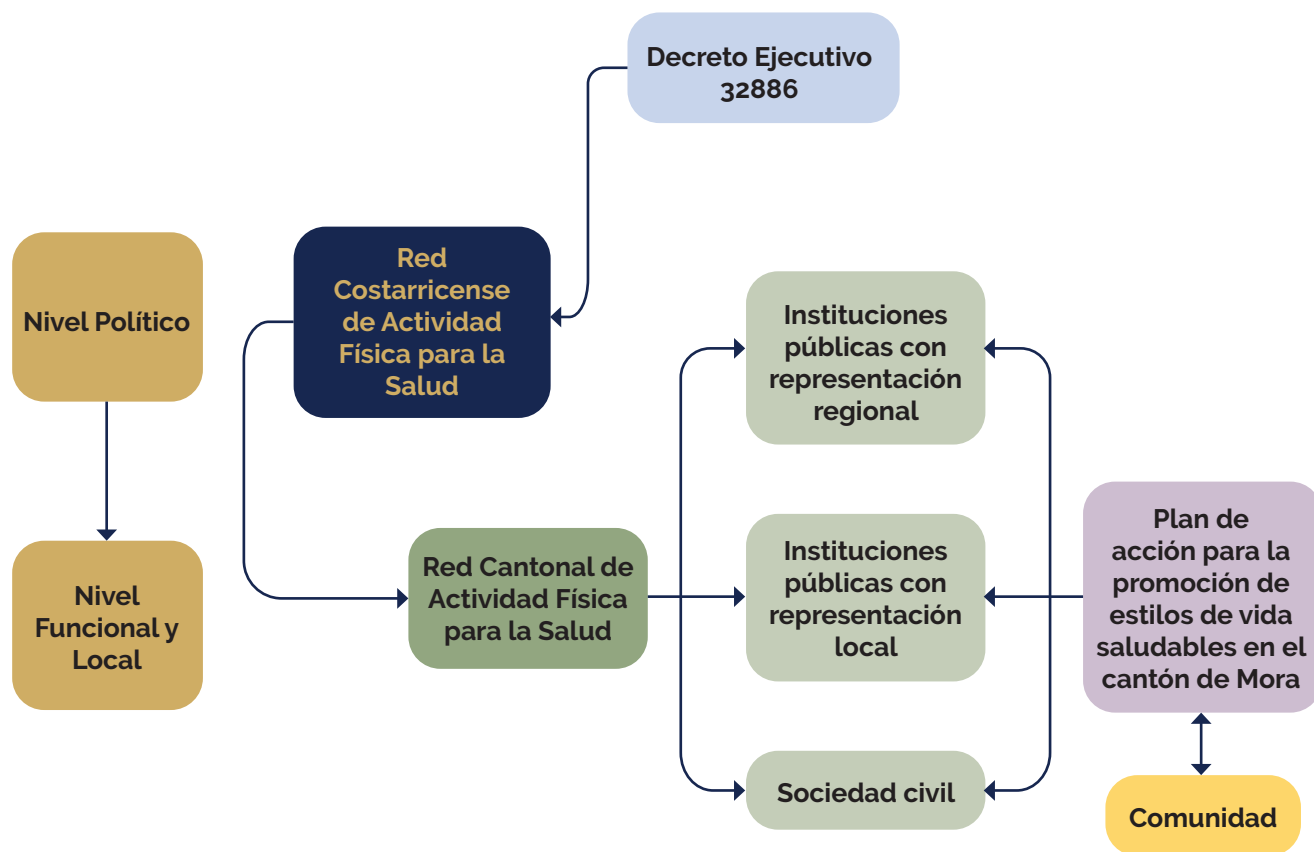 Decreto Ejecutivo
32886
Nivel Político
Red
Costarricense
de Actividad
Física para la
Salud
Instituciones
públicas con
representación
regional
Nivel
Funcional y
Local
Red Cantonal de
Actividad Física
para la Salud
Instituciones
públicas con
representación
local
Plan de
acción para la
promoción de
estilos de vida
saludables en el
cantón de Mora
Sociedad civil
Comunidad